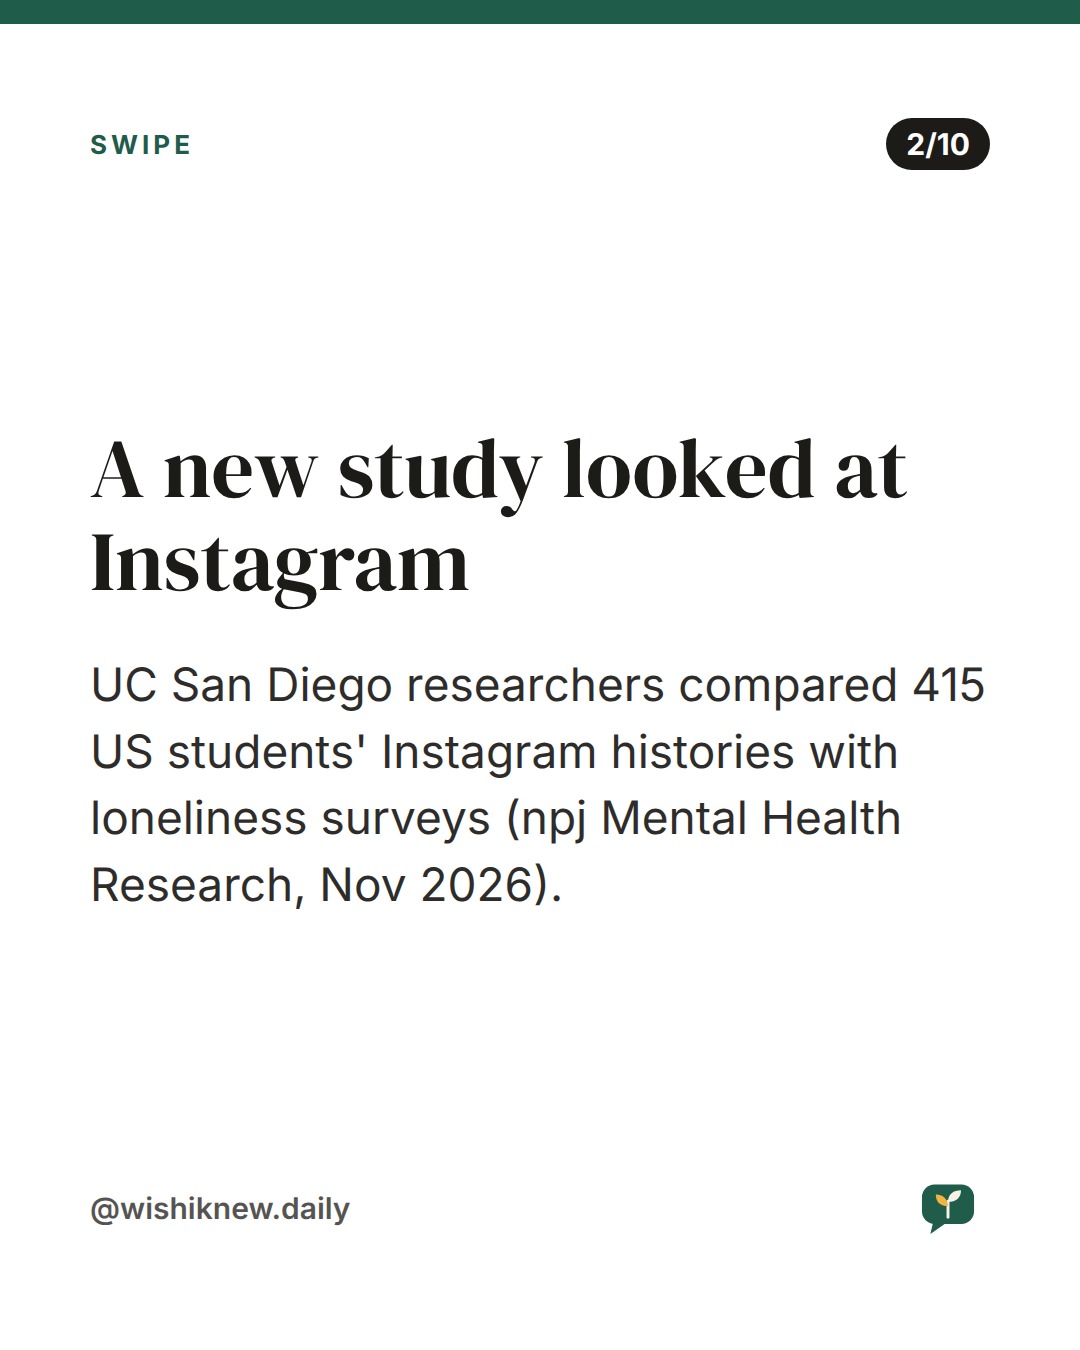 SWIPE
2/10
A new study looked at
Instagram
UC San Diego researchers compared 415
US students' Instagram histories with
loneliness surveys (npj Mental Health
Research, Nov 2026).
@wishiknew.daily